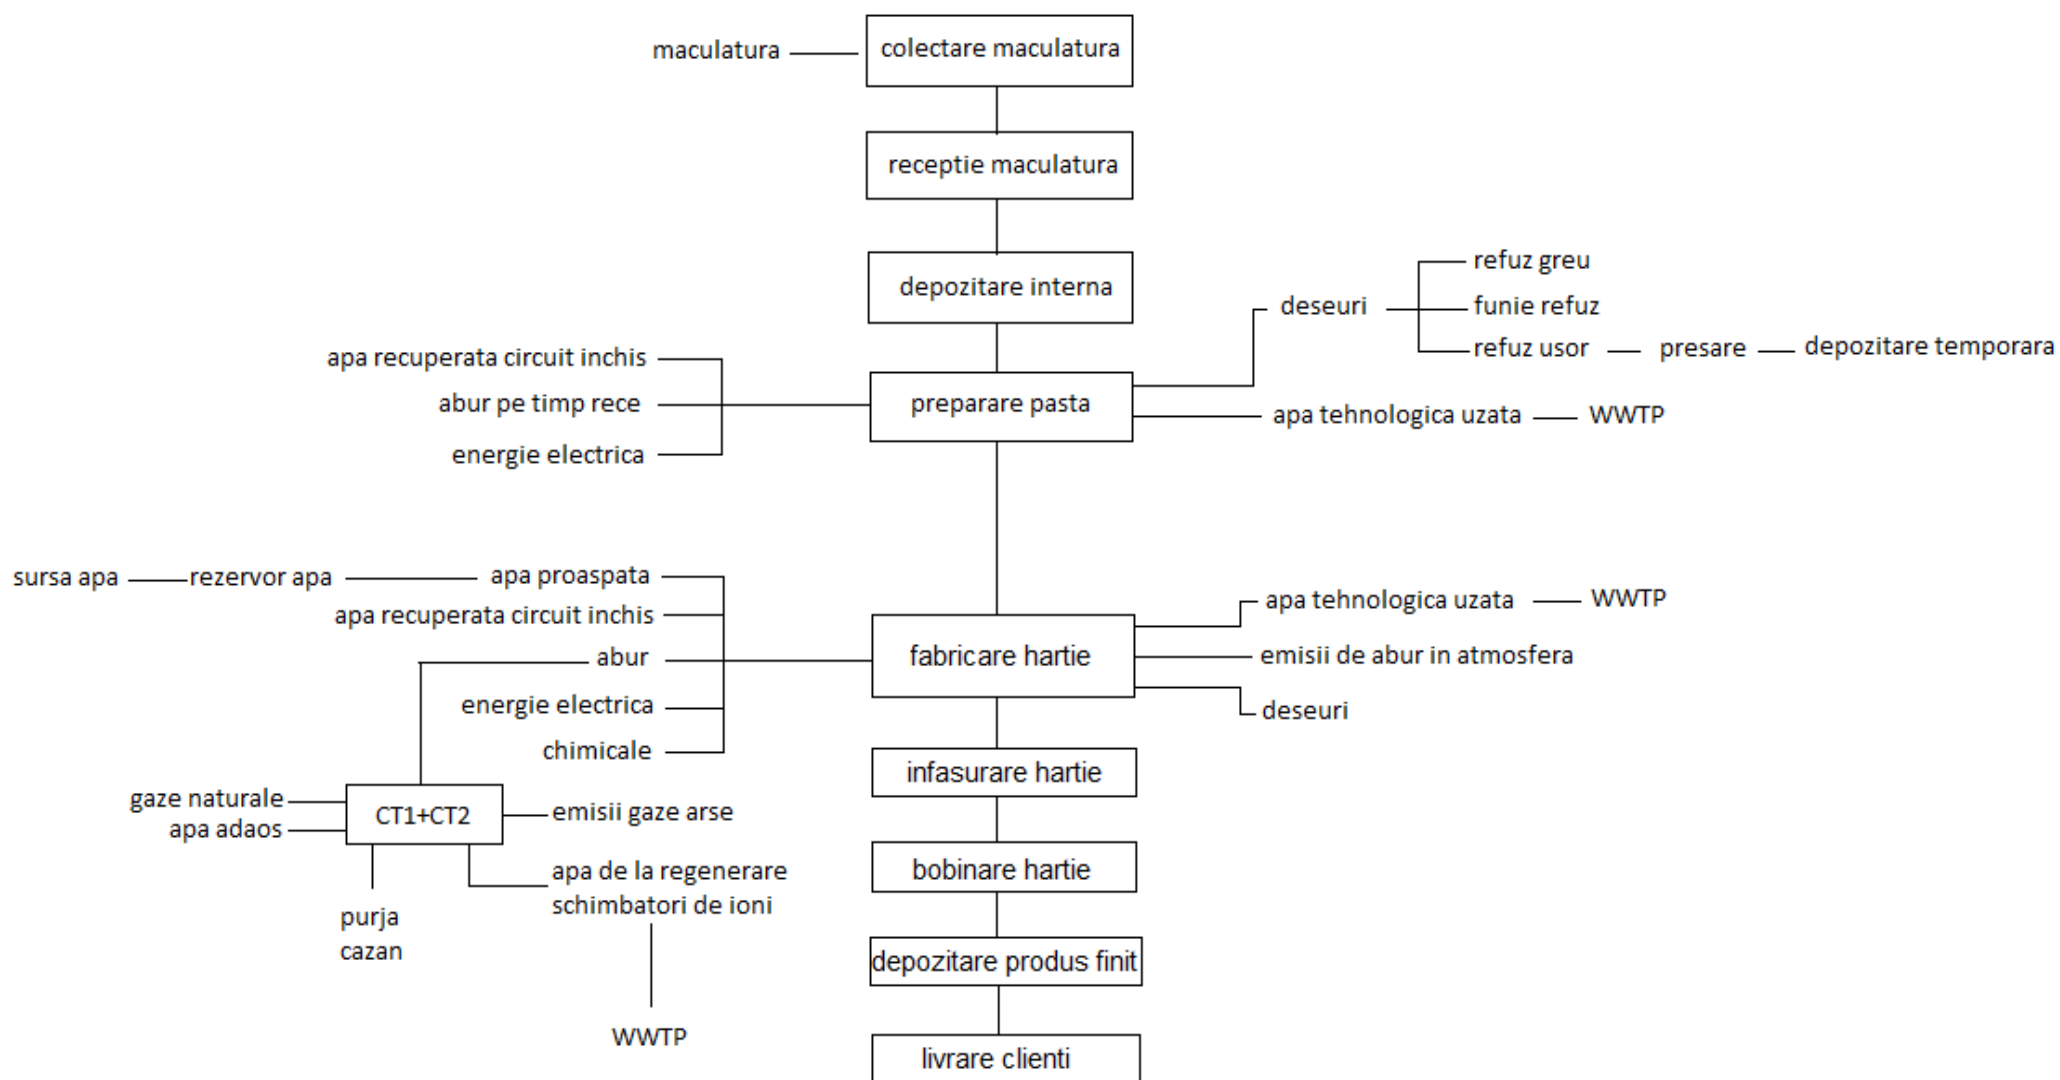 maculatura
colectare maculatura
receptie maculatura
depozitare interna
refuz greu
deseuri
funie refuz
refuz usor
presare
depozitare temporara
apa recuperata circuit inchis
abur pe timp rece
energie electrica
preparare pasta
apa tehnologica uzata
WWTP
sursa apa
rezervor apa
apa proaspata
apa recuperata circuit inchis
abur
energie electrica
chimicale
fabricare hartie
apa tehnologica uzata
WWTP
emisii de abur in atmosfera
deseuri
infasurare hartie
gaze naturale
apa adaos
CT1+CT2
emisii gaze arse
apa de la regenerare
schimbatori de ioni
purja
cazan
WWTP
bobinare hartie
depozitare produs finit
livrare clienti